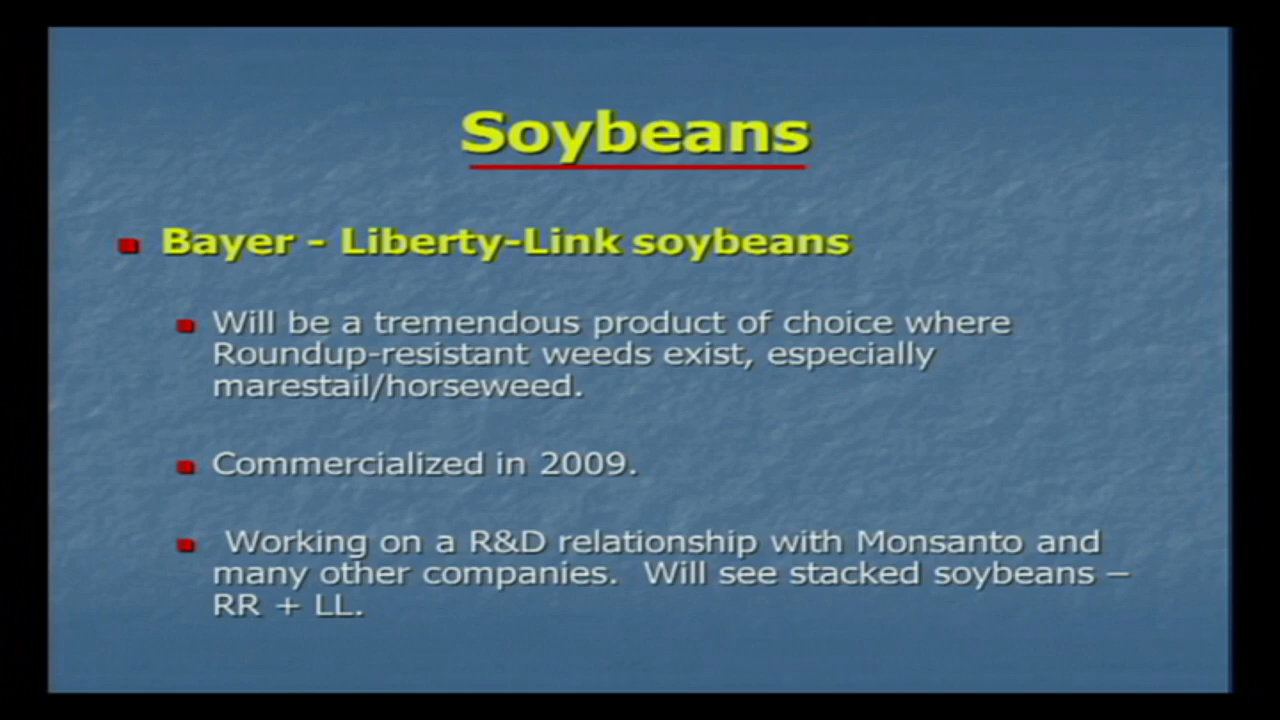 Soybeans
Bayer - Liberty-Link soybeans
Will be a tremendous product of choice where
Roundup-resistant weeds exist, especially
marestail/horseweed.
Commercialized in 2009.
Working on a R&D relationship with Monsanto and
many other companies. Will see stacked soybeans –
RR + LL.